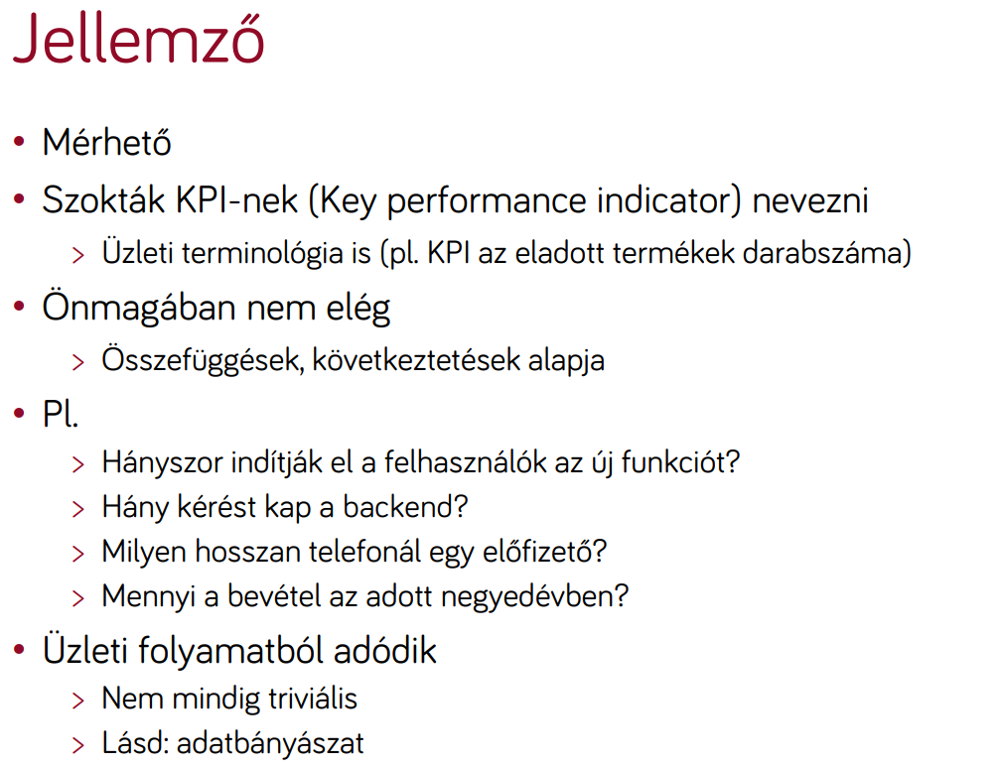 Jellemző
• Mérhető
• Szokták KPI-nek (Key performance indicator) nevezni
> Üzleti terminológia is (pl. KPI az eladott termékek darabszáma)
• Önmagában nem elég
> Összefüggések, következtetések alapja
• Pl.
> Hányszor indítják el a felhasználók az új funkciót?
> Hány kérést kap a backend?
> Milyen hosszan telefonál egy előfizető?
> Mennyi a bevétel az adott negyedévben?
• Üzleti folyamatból adódik
> Nem mindig triviális
> Lásd: adatbányászat